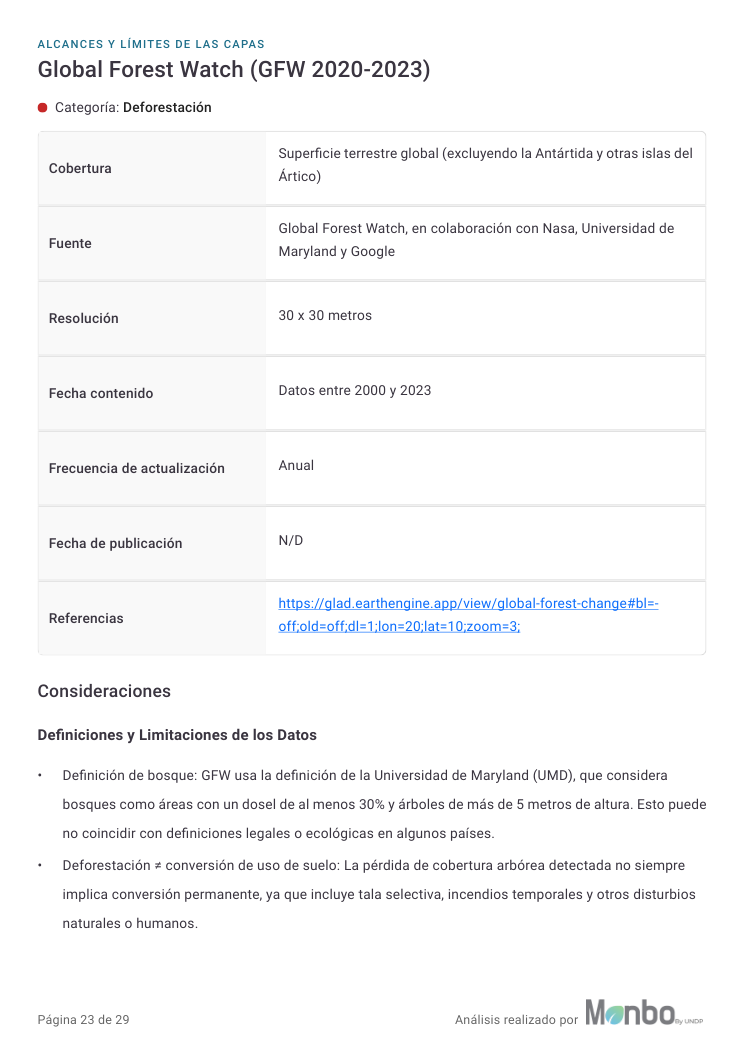 ALCANCES Y LÍMITES DE LAS CAPAS
Global Forest Watch (GFW 2020-2023)
Categoría: Deforestación
Cobertura
Superficie terrestre global (excluyendo la Antártida y otras islas del
Ártico)
Fuente
Global Forest Watch, en colaboración con Nasa, Universidad de
Maryland y Google
Resolución
30 x 30 metros
Fecha contenido
Datos entre 2000 y 2023
Frecuencia de actualización
Anual
Fecha de publicación
N/D
Referencias
https://glad.earthengine.app/view/global-forest-change#bl=-
off;old=off;dl=1;lon=20;lat=10;zoom=3;
Consideraciones
Definiciones y Limitaciones de los Datos
• Definición de bosque: GFW usa la definición de la Universidad de Maryland (UMD), que considera
bosques como áreas con un dosel de al menos 30% y árboles de más de 5 metros de altura. Esto puede
no coincidir con definiciones legales o ecológicas en algunos países.
• Deforestación ≠ conversión de uso de suelo: La pérdida de cobertura arbórea detectada no siempre
implica conversión permanente, ya que incluye tala selectiva, incendios temporales y otros disturbios
naturales o humanos.
Página 23 de 29
Análisis realizado por Monbo By UNDP